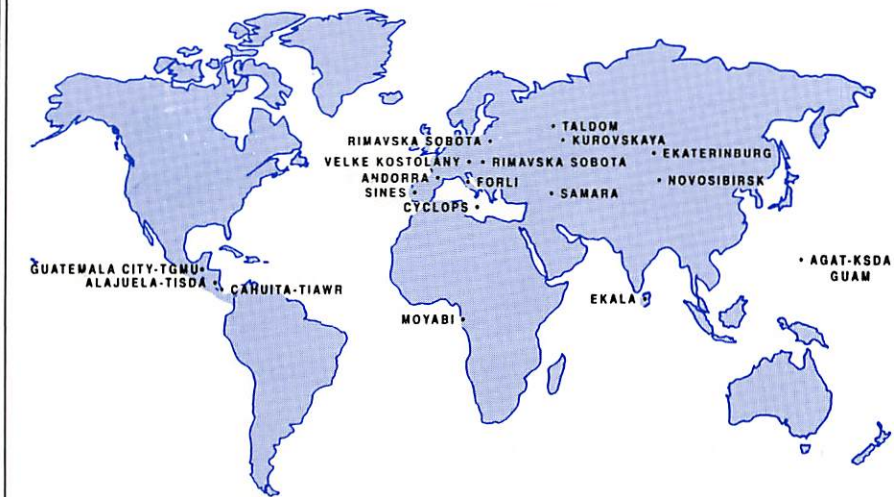 TALDOM
RIMAVSKA SOBOTA
KUROVSKAYA
EKATERINBURG
VELKE KOSTOLANY
RIMAVSKA SOBOTA
ANDORRA
FORLI
NOVOSIBIRSK
SINES
SAMARA
CYCLOPS
GUATEMALA CITY-TGMU
ALAJUELA-TISDA
CAHUITA-TIAWR
EKALA
AGAT-KSDA
GUAM
MOYABI